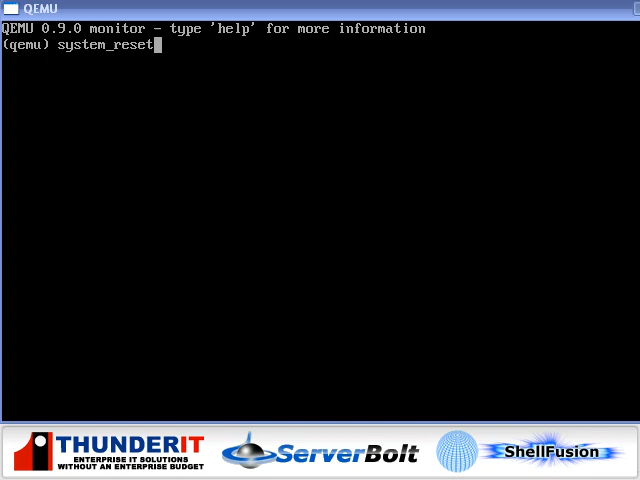 QEMU
QEMU 0.9.0 monitor - type 'help' for more information
(qemu) system_reset
THUNDERIT
ENTERPRISE IT SOLUTIONS
WITHOUT AN ENTERPRISE BUDGET
ServerBolt
ShellFusion